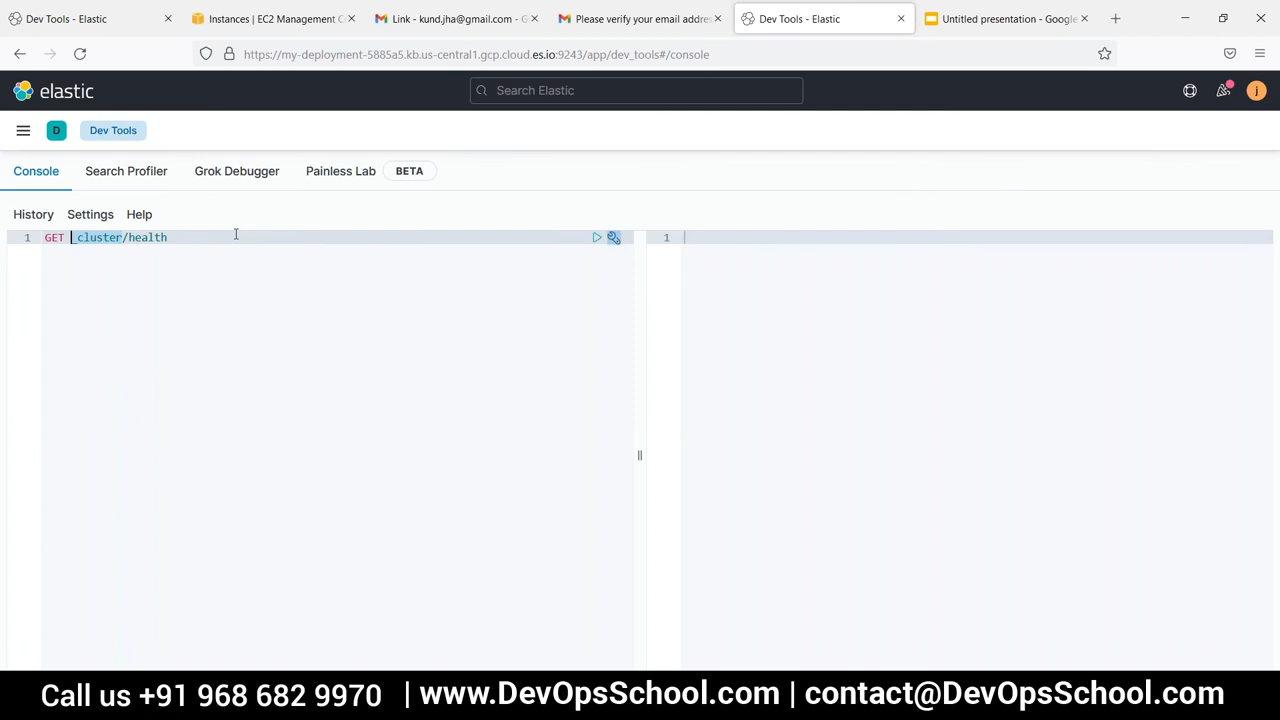 Dev Tools - Elastic
Instances | EC2 Management C
Link - kund.jha@gmail.com - G
Please verify your email address
Dev Tools - Elastic
Untitled presentation - Google
https://my-deployment-5885a5.kb.us-central1.gcp.cloud.es.io:9243/app/dev_tools#/console
elastic
Search Elastic
j
D
Dev Tools
Console
Search Profiler
Grok Debugger
Painless Lab
BETA
History
Settings
Help
1 GET _cluster/health
1
Call us +91 968 682 9970 | www.DevOpsSchool.com | contact@DevOpsSchool.com